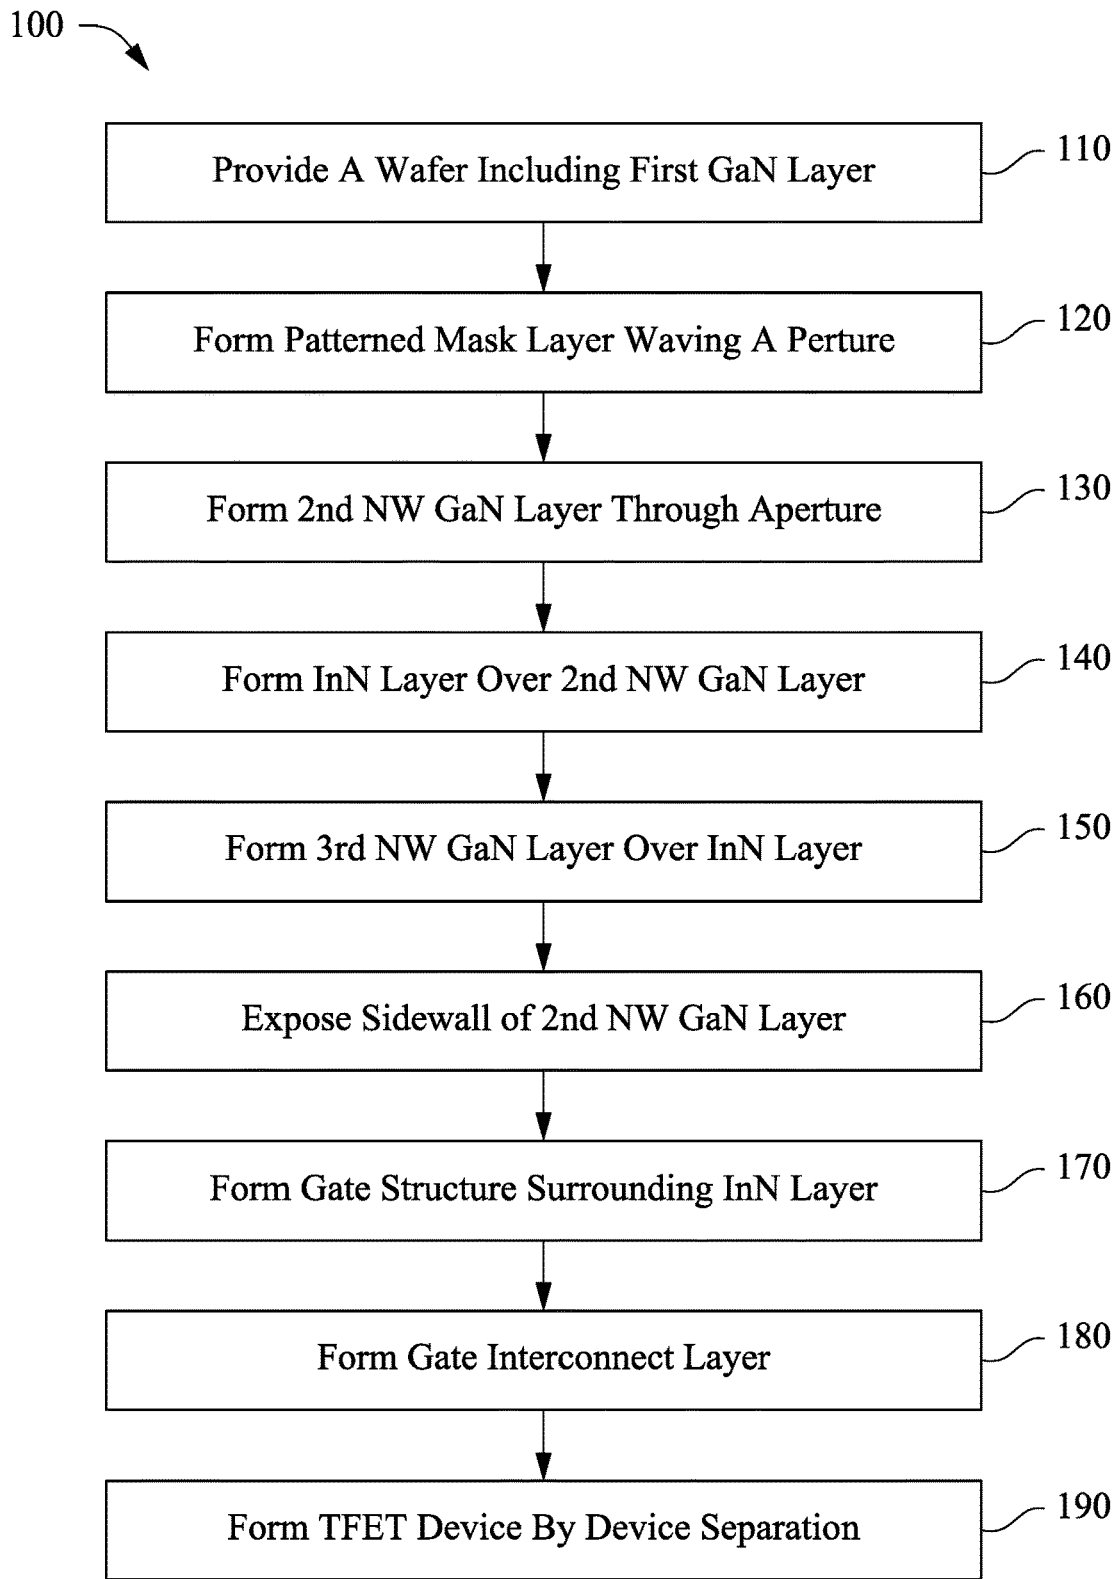 100
Provide A Wafer Including First GaN Layer
110
Form Patterned Mask Layer Waving A Perture
120
Form 2nd NW GaN Layer Through Aperture
130
Form InN Layer Over 2nd NW GaN Layer
140
Form 3rd NW GaN Layer Over InN Layer
150
Expose Sidewall of 2nd NW GaN Layer
160
Form Gate Structure Surrounding InN Layer
170
Form Gate Interconnect Layer
180
Form TFET Device By Device Separation
190